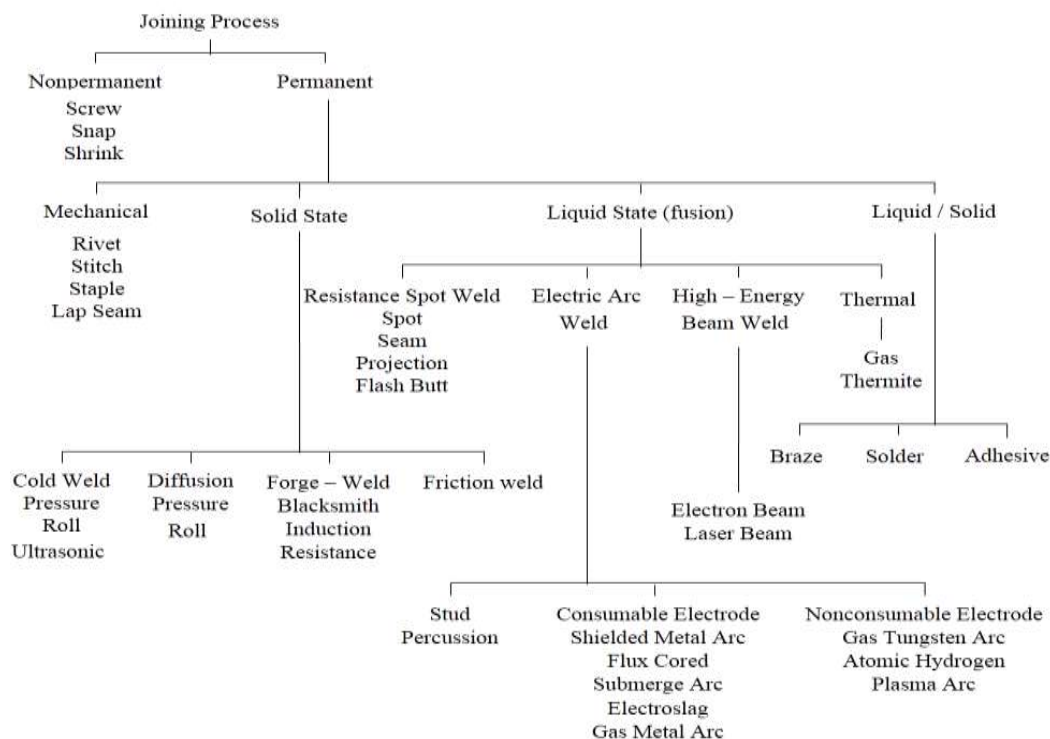 Joining Process
Nonpermanent
Screw
Snap
Shrink
Permanent
Mechanical
Rivet
Stitch
Staple
Lap Seam
Solid State
Liquid State (fusion)
Liquid / Solid
Resistance Spot Weld
Spot
Seam
Projection
Flash Butt
Electric Arc
Weld
High – Energy
Beam Weld
Thermal
Gas
Thermite
Braze
Solder
Adhesive
Cold Weld
Pressure
Roll
Ultrasonic
Diffusion
Pressure
Roll
Forge – Weld
Blacksmith
Induction
Resistance
Friction weld
Electron Beam
Laser Beam
Stud
Percussion
Consumable Electrode
Shielded Metal Arc
Flux Cored
Submerge Arc
Electroslag
Gas Metal Arc
Nonconsumable Electrode
Gas Tungsten Arc
Atomic Hydrogen
Plasma Arc